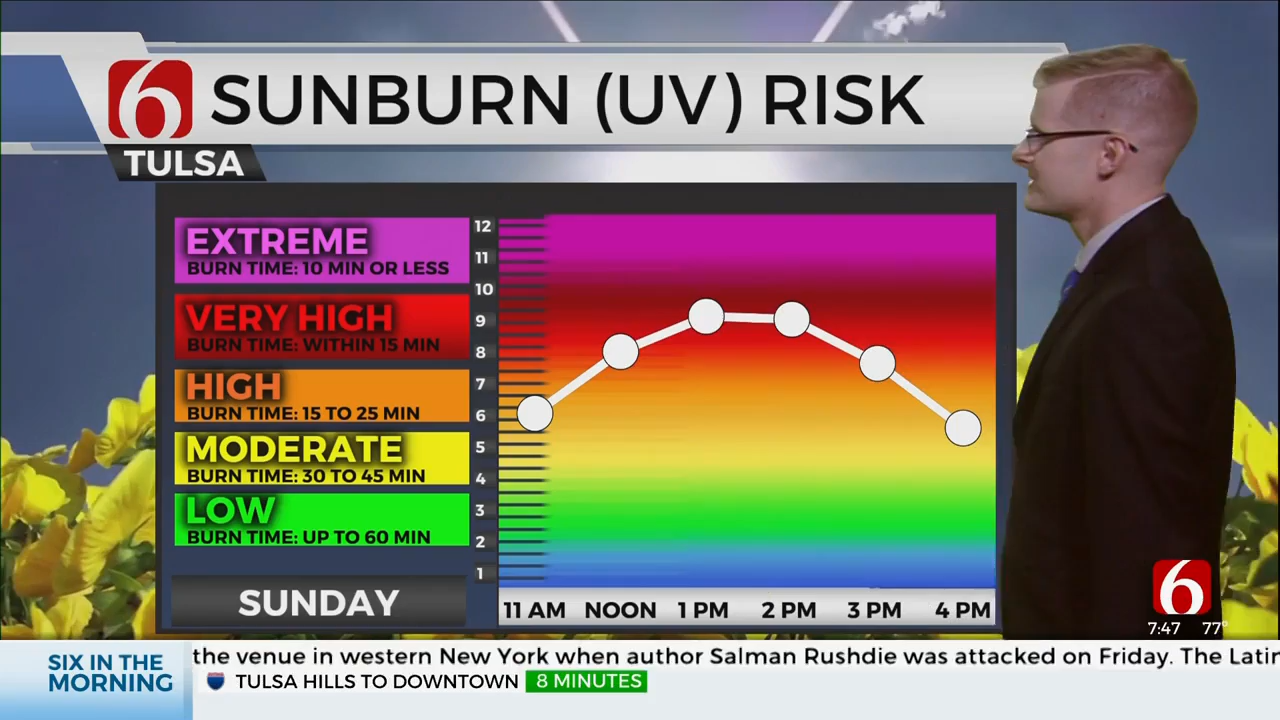 6 SUNBURN (UV) RISK
TULSA
EXTREME
BURN TIME: 10 MIN OR LESS
VERY HIGH
BURN TIME: WITHIN 15 MIN
HIGH
BURN TIME: 15 TO 25 MIN
MODERATE
BURN TIME: 30 TO 45 MIN
LOW
BURN TIME: UP TO 60 MIN
SUNDAY
12
11
10
9
8
7
6
5
4
3
2
1
11 AM NOON 1 PM 2 PM 3 PM 4 PM
6
7:47 77°
SIX IN THE
MORNING
the venue in western New York when author Salman Rushdie was attacked on Friday. The Latin
TULSA HILLS TO DOWNTOWN 8 MINUTES